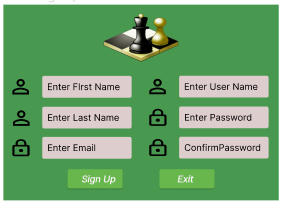 Enter FIrst Name
Enter User Name
Enter Last Name
Enter Password
Enter Email
ConfirmPassword
Sign Up
Exit